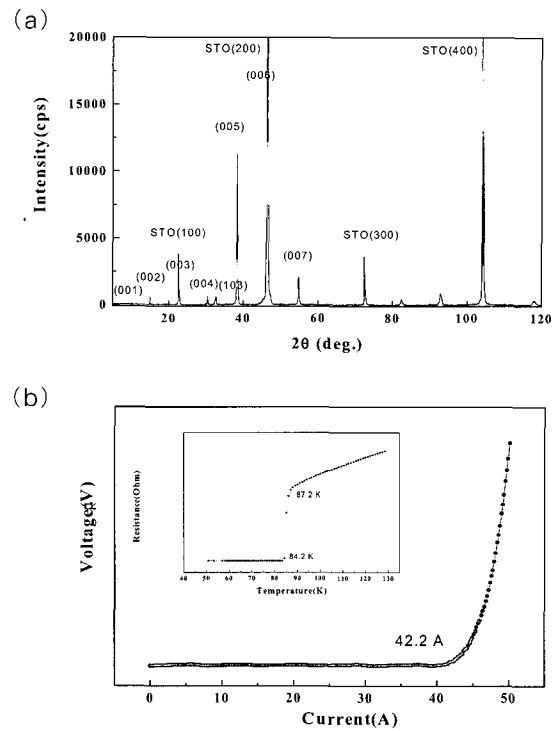 (a)
20000
15000
10000
5000
0
Intensity(cps)
STO(200)
(006)
STO(400)
(005)
STO(100)
(003)
(002)
(001)
(004)
(103)
(007)
STO(300)
20
40
60
80
100
120
2θ (deg.)
(b)
Voltage(V)
Resistance(Ohm)
87.2 K
84.2 K
40 50 60 70 80 90 100 110 120 130
Temperature(K)
42.2 A
0 10 20 30 40 50
Current(A)